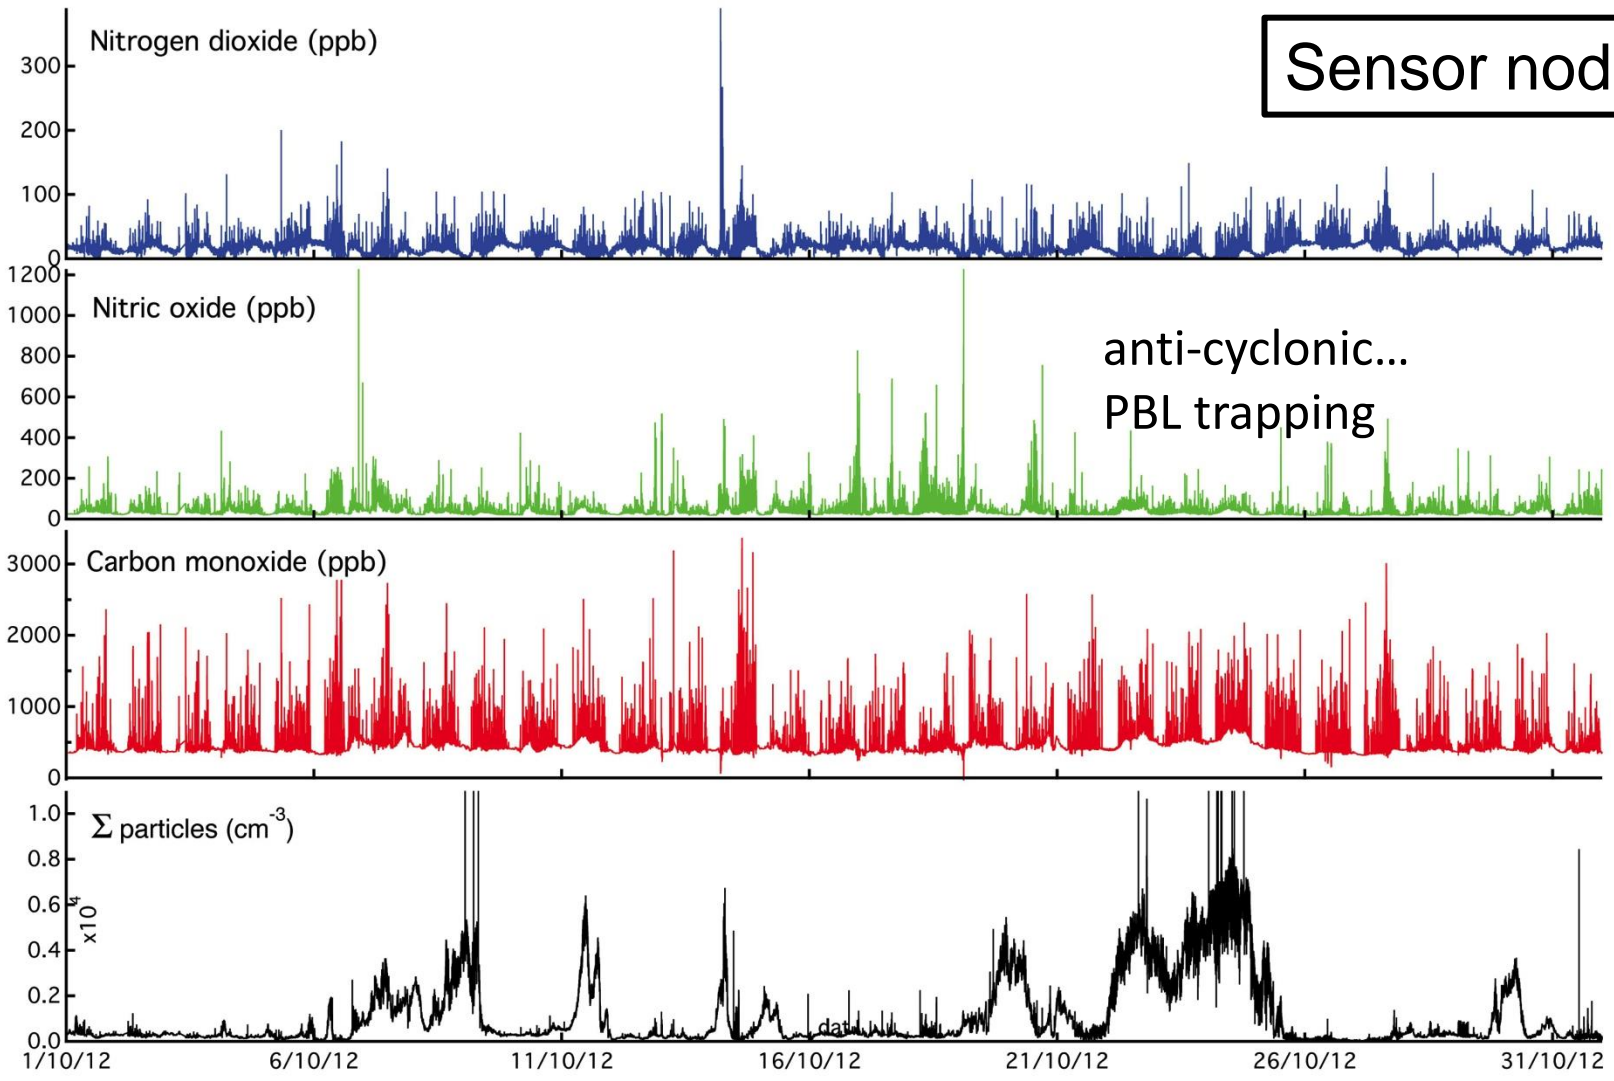 Nitrogen dioxide (ppb)
Sensor nod
300
200
100
0
Nitric oxide (ppb)
1200
1000
800
600
400
200
0
anti-cyclonic...
PBL trapping
Carbon monoxide (ppb)
3000
2000
1000
0
Σ particles (cm⁻³)
1.0
0.8
0.6
0.4
0.2
0.0
x10⁴
data
1/10/12 6/10/12 11/10/12 16/10/12 21/10/12 26/10/12 31/10/12